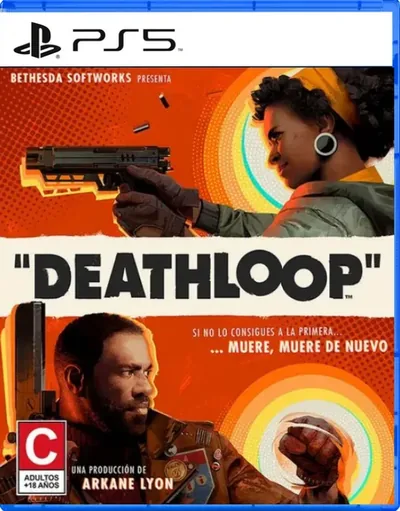 PS5
BETHESDA SOFTWORKS PRESENTA
"DEATHLOOP"™
SI NO LO CONSIGUES A LA PRIMERA...
... MUERE, MUERE DE NUEVO
C
ADULTOS
+18 AÑOS
UNA PRODUCCIÓN DE
ARKANE LYON